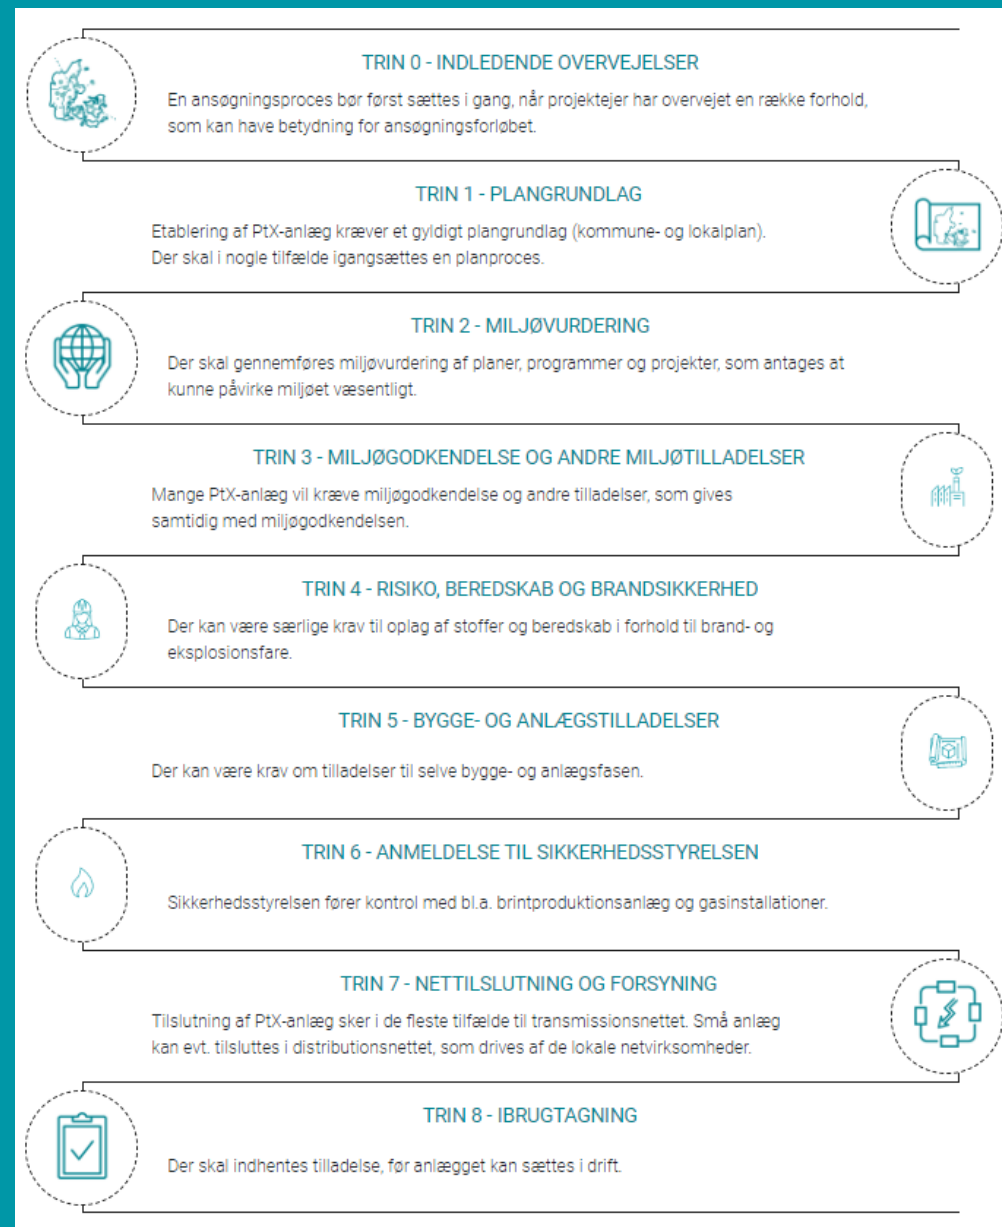 TRIN 0 - INDLEDENDE OVERVEJELSER
En ansøgningsproces bør først sættes i gang, når projektejer har overvejet en række forhold,
som kan have betydning for ansøgningsforløbet.
TRIN 1 - PLANGRUNDLAG
Etablering af PtX-anlæg kræver et gyldigt plangrundlag (kommune- og lokalplan).
Der skal i nogle tilfælde igangsættes en planproces.
TRIN 2 - MILJØVURDERING
Der skal gennemføres miljøvurdering af planer, programmer og projekter, som antages at
kunne påvirke miljøet væsentligt.
TRIN 3 - MILJØGODKENDELSE OG ANDRE MILJØTILLADELSER
Mange PtX-anlæg vil kræve miljøgodkendelse og andre tilladelser, som gives
samtidig med miljøgodkendelsen.
TRIN 4 - RISIKO, BEREDSKAB OG BRANDSIKKERHED
Der kan være særlige krav til oplag af stoffer og beredskab i forhold til brand- og
eksplosionsfare.
TRIN 5 - BYGGE- OG ANLÆGSTILLADELSER
Der kan være krav om tilladelser til selve bygge- og anlægsfasen.
TRIN 6 - ANMELDELSE TIL SIKKERHEDSSTYRELSEN
Sikkerhedsstyrelsen fører kontrol med bl.a. brintproduktionsanlæg og gasinstallationer.
TRIN 7 - NETTILSLUTNING OG FORSYNING
Tilslutning af PtX-anlæg sker i de fleste tilfælde til transmissionsnettet. Små anlæg
kan evt. tilsluttes i distributionsnettet, som drives af de lokale netvirksomheder.
TRIN 8 - IBRUGTAGNING
Der skal indhentes tilladelse, før anlægget kan sættes i drift.